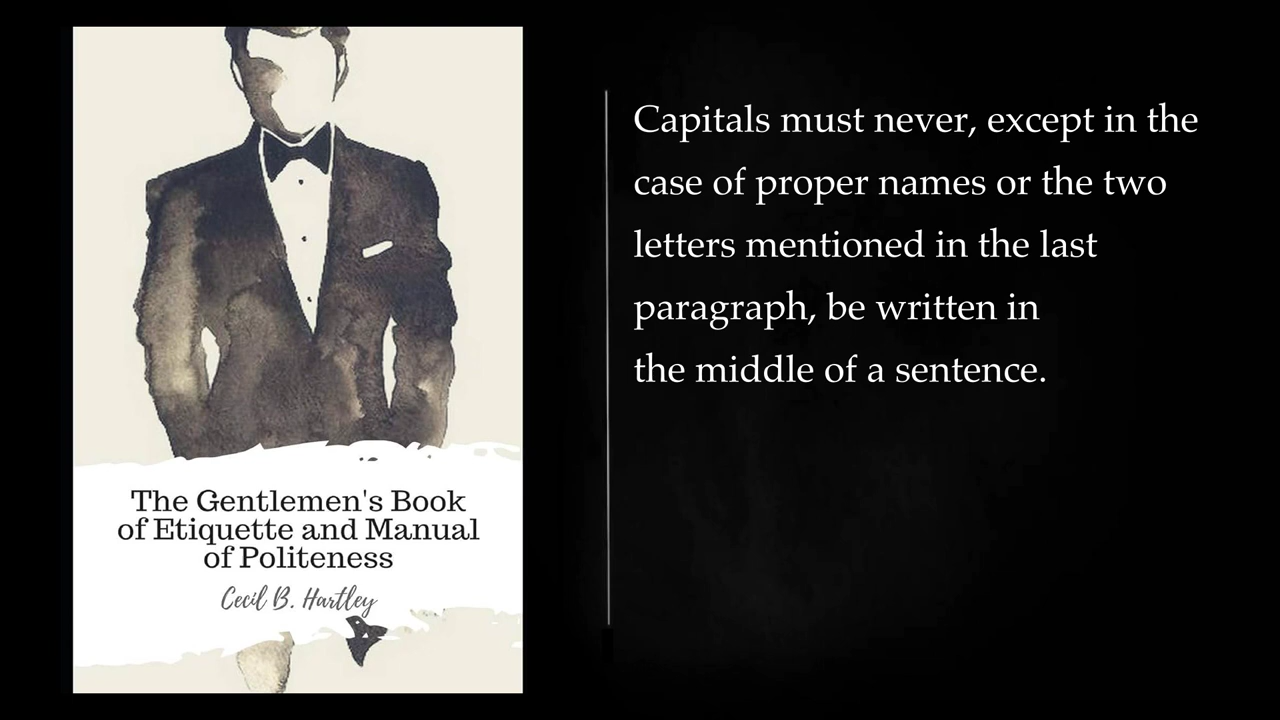 The Gentlemen's Book
of Etiquette and Manual
of Politeness
Cecil B. Hartley
Capitals must never, except in the
case of proper names or the two
letters mentioned in the last
paragraph, be written in
the middle of a sentence.